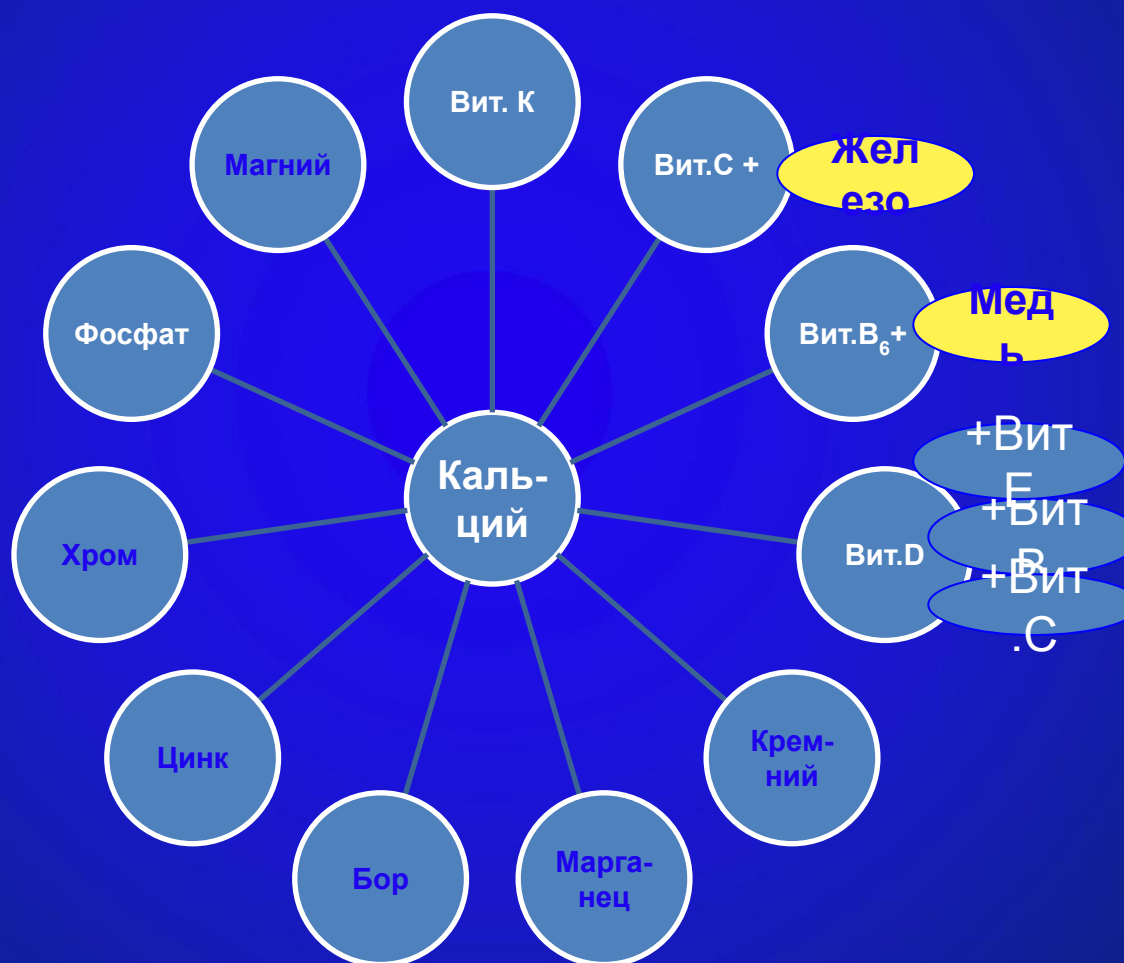 Вит. К
Магний
Вит.С +
Жел
езо
Фосфат
Вит.В6+
Мед
ь
+Вит
Е
+Вит
+Вит
.С
Каль-
ций
Хром
Вит.D
Цинк
Крем-
ний
Бор
Марга-
нец